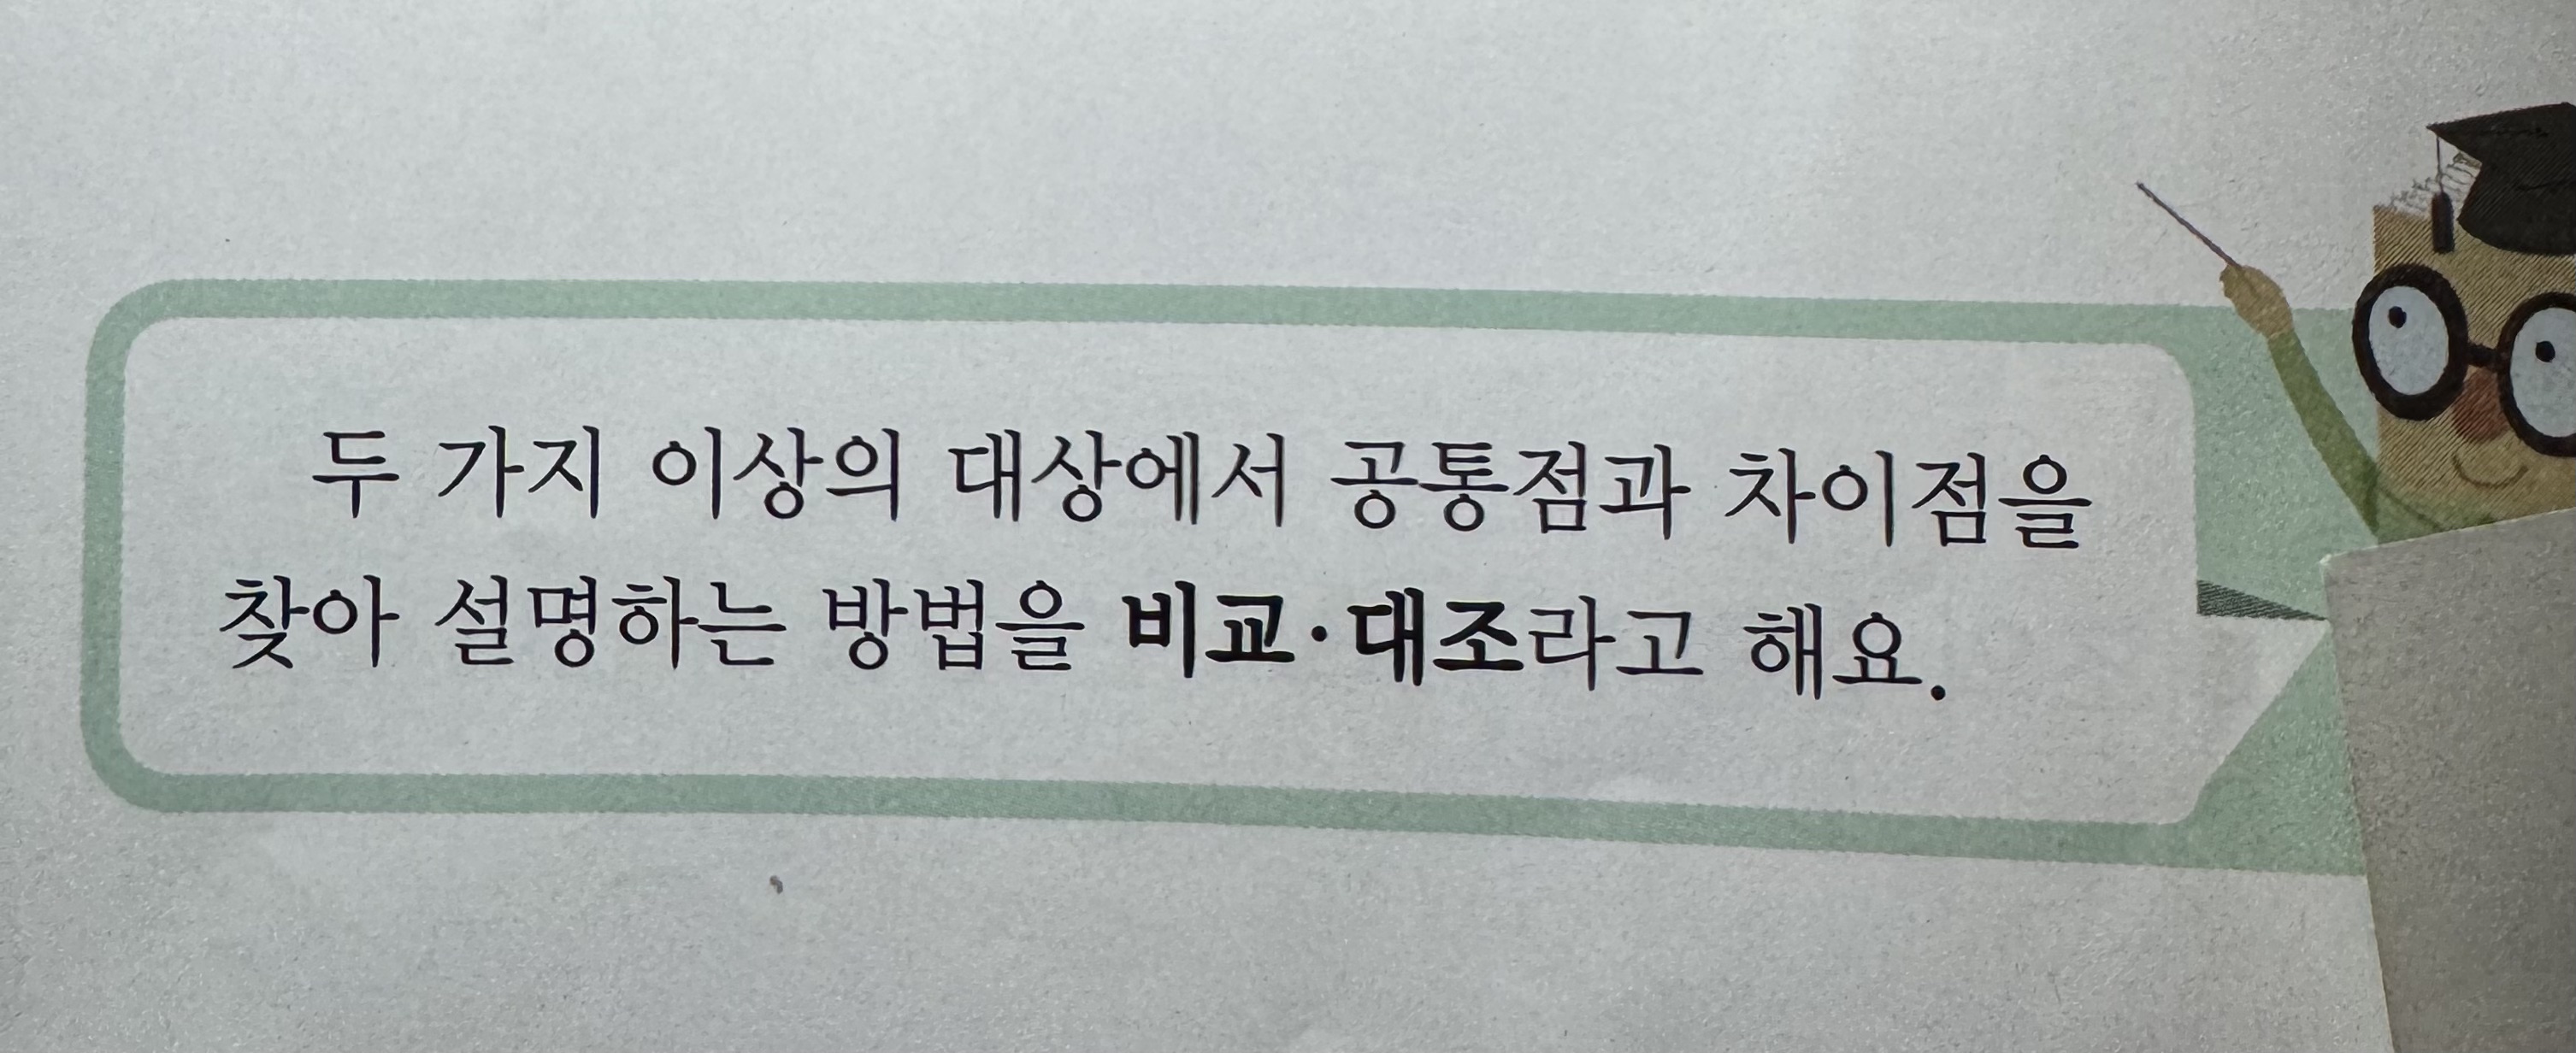 두 가지 이상의 대상에서 공통점과 차이점을
찾아 설명하는 방법을 비교·대조라고 해요.